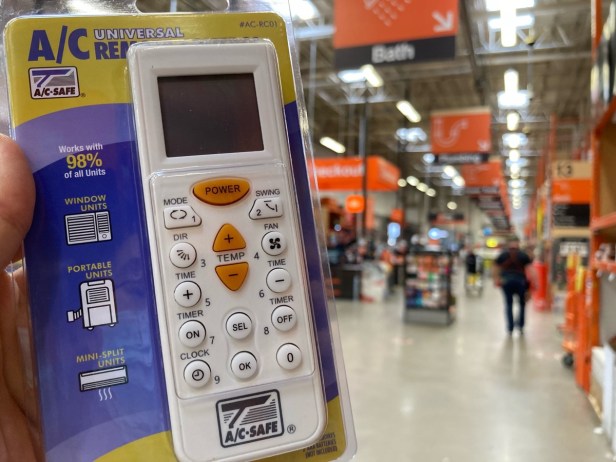 #AC-RC01
A/C UNIVERSAL
A/C-SAFE®
Works with
98%
of all Units
WINDOW
UNITS
PORTABLE
UNITS
MINI-SPLIT
UNITS
POWER
MODE
1
SWING
2
DIR
3
TEMP
+
−
FAN
4
TIME
+
5
TIME
−
6
TIMER
ON
7
SEL
TIMER
OFF
8
CLOCK
9
OK
0
A/C-SAFE®
Bath
Checkout
13